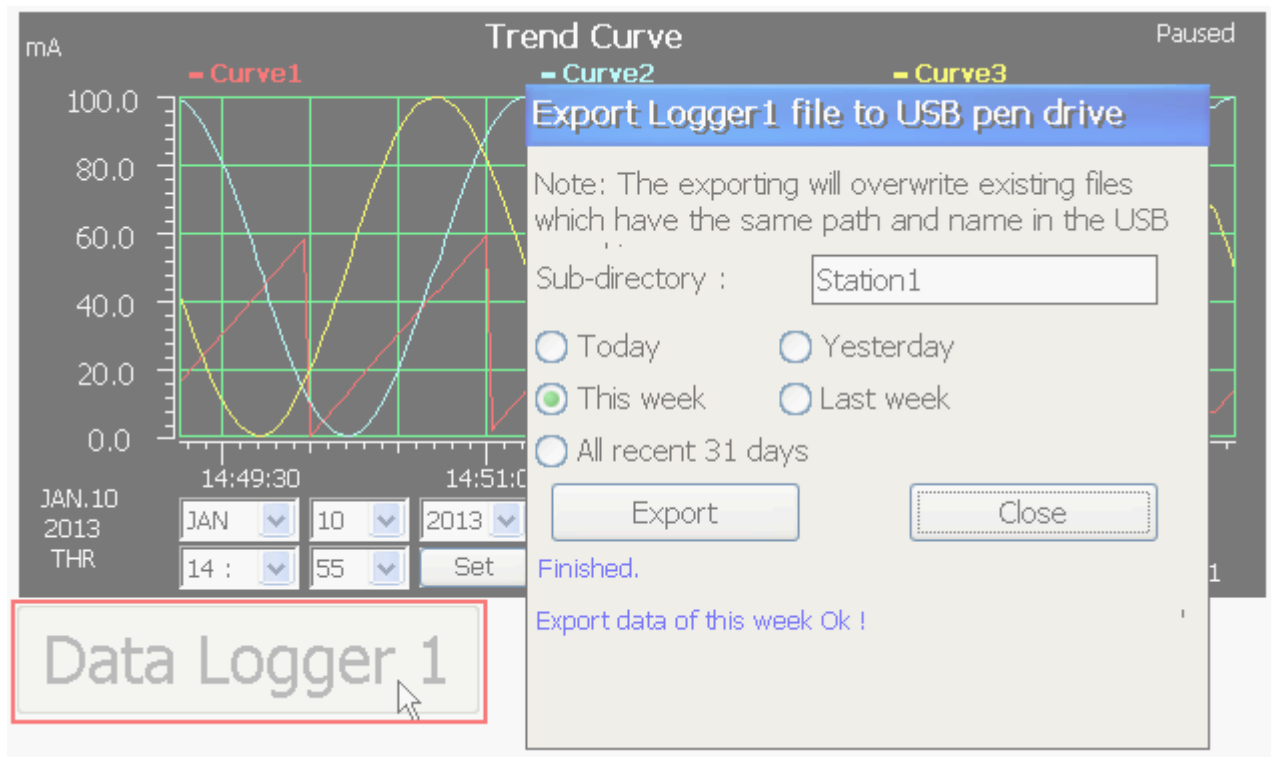 mA
Trend Curve
Paused
Curve1
Curve2
Curve3
100.0
80.0
60.0
40.0
20.0
0.0
14:49:30
14:51:0
JAN.10
2013
THR
JAN
10
2013
14 :
55
Set
1
Export Logger1 file to USB pen drive
Note: The exporting will overwrite existing files
which have the same path and name in the USB
Sub-directory :
Station1
Today
Yesterday
This week
Last week
All recent 31 days
Export
Close
Finished.
Export data of this week Ok !
Data Logger 1